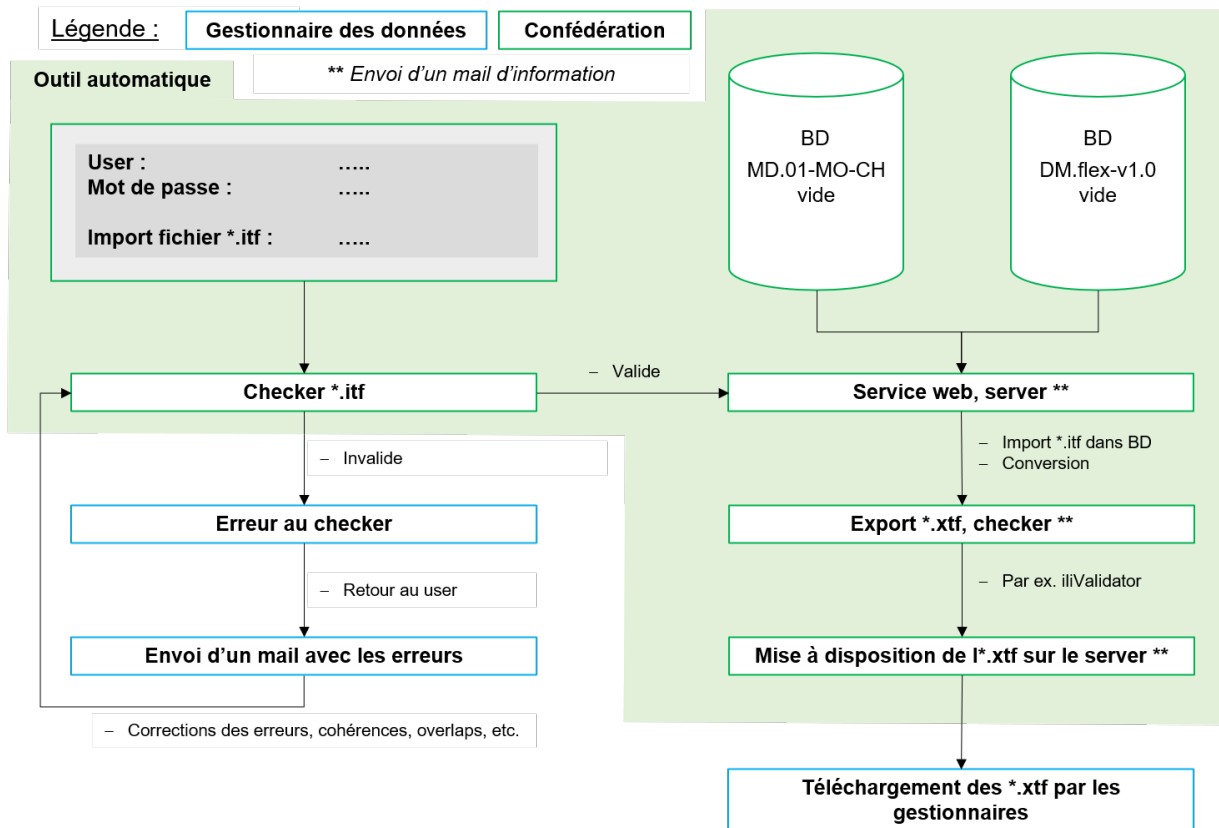 Légende :
Gestionnaire des données
Confédération
Outil automatique
** Envoi d'un mail d'information
User : …..
Mot de passe : …..
Import fichier *.itf : …..
BD
MD.01-MO-CH
vide
BD
DM.flex-v1.0
vide
Checker *.itf
– Valide
Service web, server **
– Invalide
– Import *.itf dans BD
– Conversion
Erreur au checker
Export *.xtf, checker **
– Retour au user
– Par ex. iliValidator
Envoi d'un mail avec les erreurs
Mise à disposition de l*.xtf sur le server **
– Corrections des erreurs, cohérences, overlaps, etc.
Téléchargement des *.xtf par les
gestionnaires